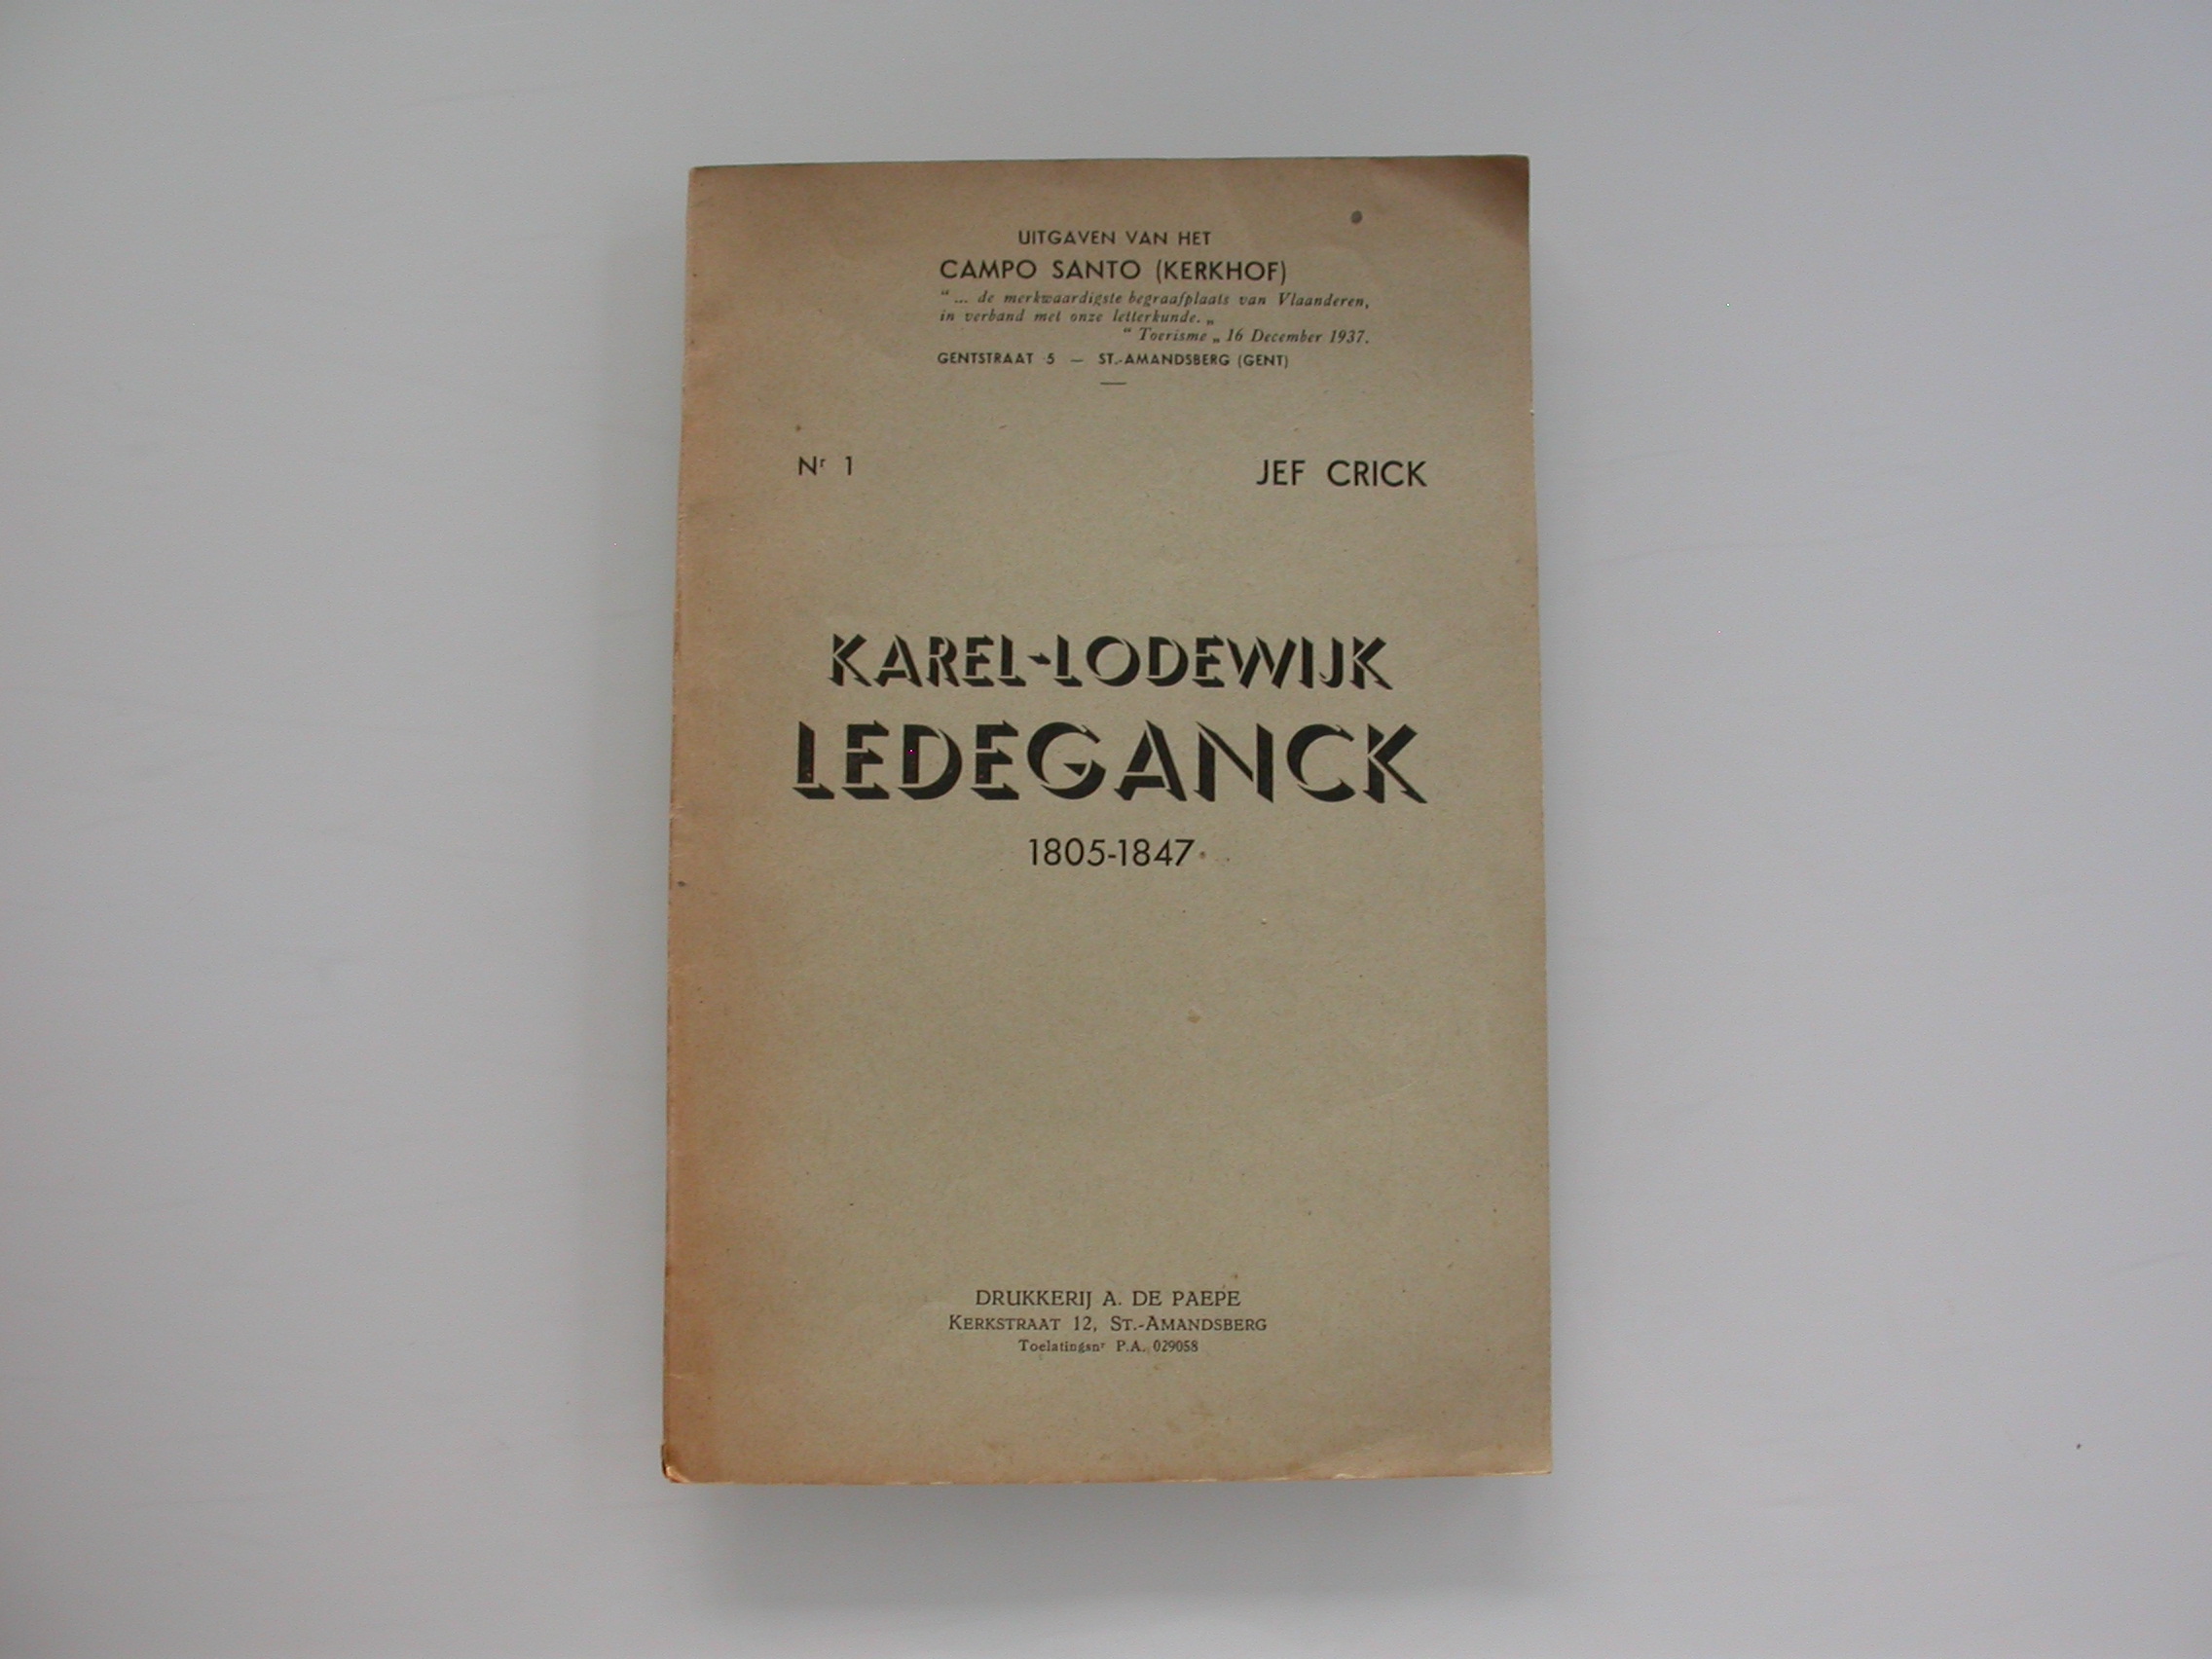 UITGAVEN VAN HET
CAMPO SANTO (KERKHOF)
“ ... de merkwaardigste begraafplaats van Vlaanderen,
in verband met onze letterkunde. „
“ Toerisme „ 16 December 1937.
GENTSTRAAT 5 — ST.-AMANDSBERG (GENT)
Nr 1 JEF CRICK
KAREL-LODEWIJK
LEDEGANCK
1805-1847
DRUKKERIJ A. DE PAEPE
KERKSTRAAT 12, ST.-AMANDSBERG
Toelatingsnr P.A. 029058